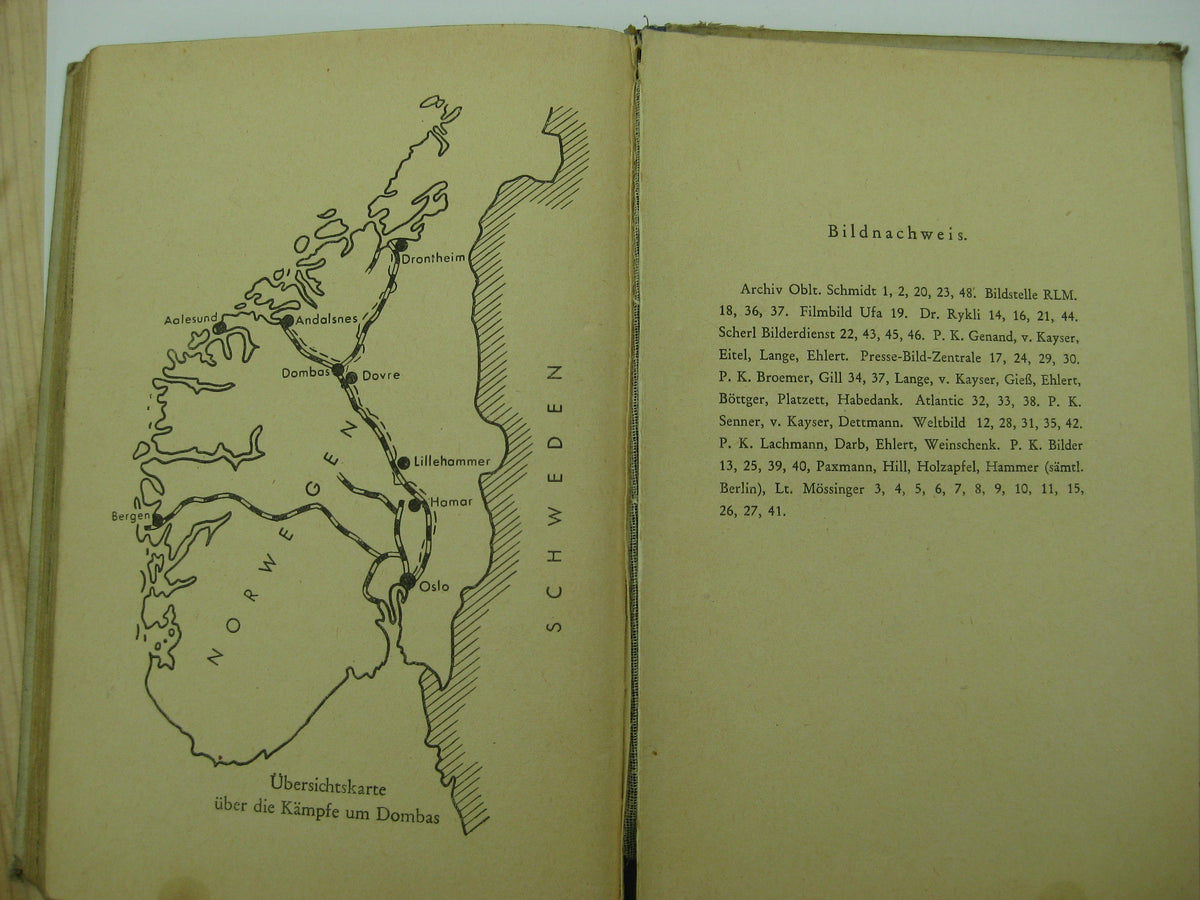 Drontheim
Aalesund
Andalsnes
Dombas
Dovre
Lillehammer
Hamar
Bergen
Oslo
NORWEGEN
SCHWEDEN
Übersichtskarte
über die Kämpfe um Dombas
Bildnachweis.
Archiv Oblt. Schmidt 1, 2, 20, 23, 48. Bildstelle RLM.
18, 36, 37. Filmbild Ufa 19. Dr. Rykli 14, 16, 21, 44.
Scherl Bilderdienst 22, 43, 45, 46. P. K. Genand, v. Kayser,
Eitel, Lange, Ehlert. Presse-Bild-Zentrale 17, 24, 29, 30.
P. K. Broemer, Gill 34, 37, Lange, v. Kayser, Gieß, Ehlert,
Böttger, Platzett, Habedank. Atlantic 32, 33, 38. P. K.
Senner, v. Kayser, Dettmann. Weltbild 12, 28, 31, 35, 42.
P. K. Lachmann, Darb, Ehlert, Weinschenk. P. K. Bilder
13, 25, 39, 40, Paxmann, Hill, Holzapfel, Hammer (sämtl.
Berlin), Lt. Mössinger 3, 4, 5, 6, 7, 8, 9, 10, 11, 15,
26, 27, 41.